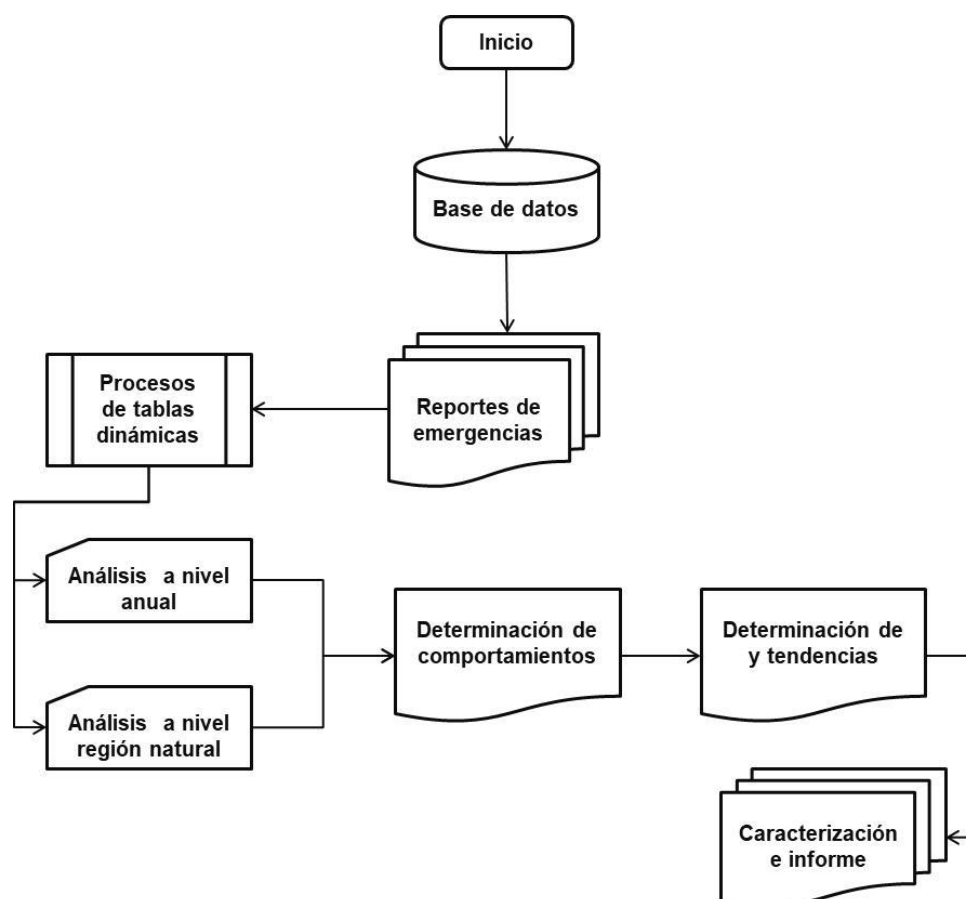 Inicio
Base de datos
Reportes de
emergencias
Procesos
de tablas
dinámicas
Análisis a nivel
anual
Análisis a nivel
región natural
Determinación de
comportamientos
Determinación de
y tendencias
Caracterización
e informe